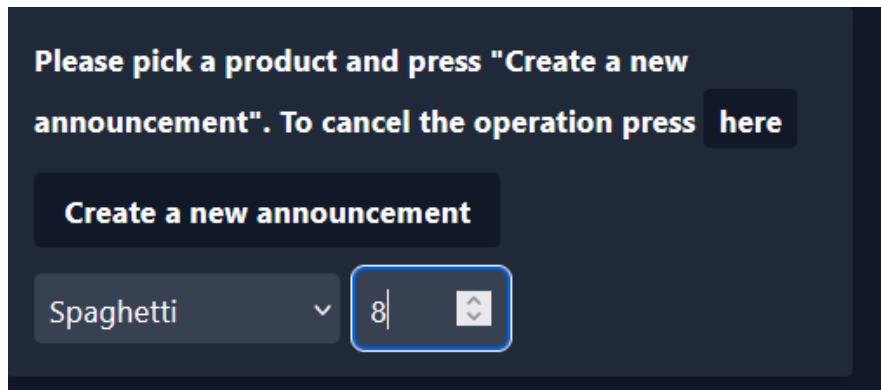 Please pick a product and press "Create a new
announcement". To cancel the operation press here
Create a new announcement
Spaghetti 8